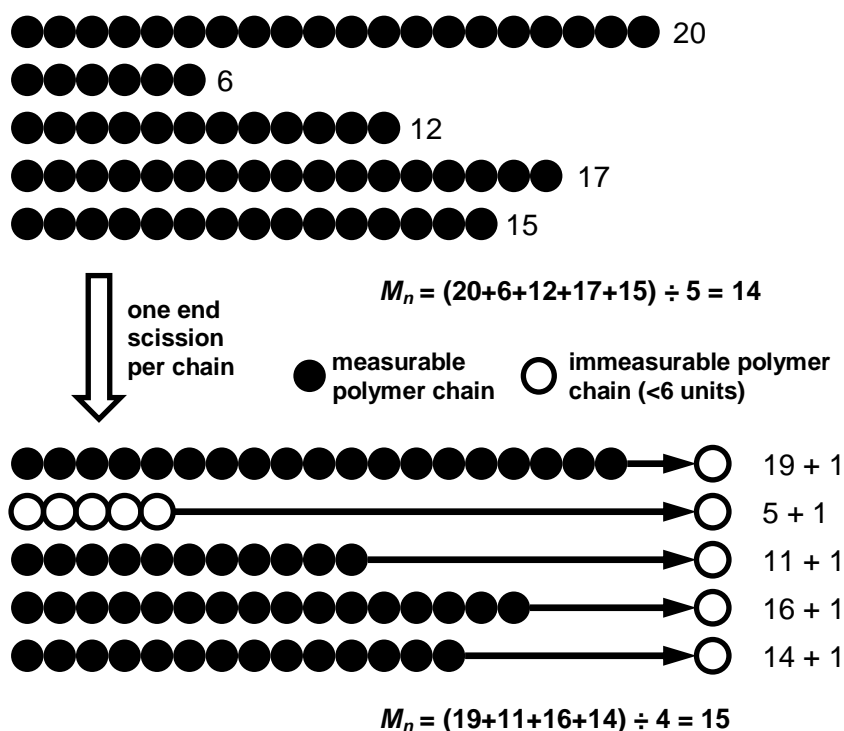 20
6
12
17
15
Mn = (20+6+12+17+15) ÷ 5 = 14
one end
scission
per chain
measurable
polymer chain
immeasurable polymer
chain (<6 units)
19 + 1
5 + 1
11 + 1
16 + 1
14 + 1
Mn = (19+11+16+14) ÷ 4 = 15